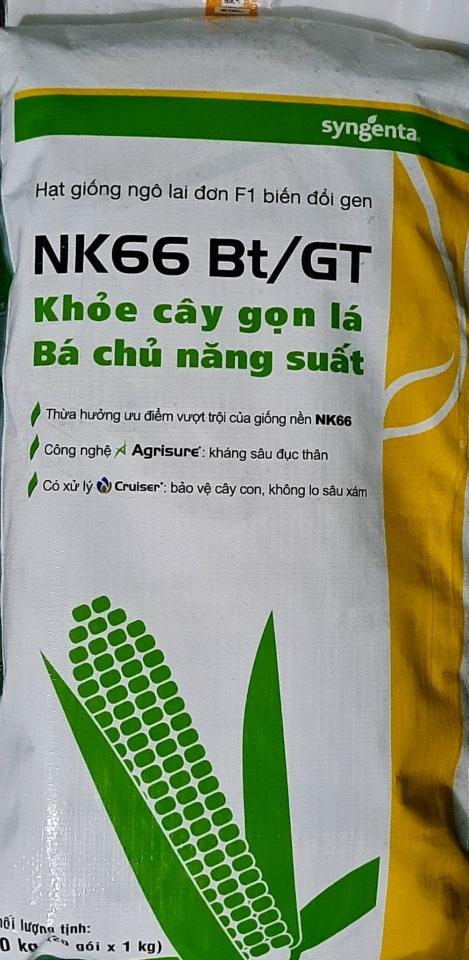 syngenta
Hạt giống ngô lai đơn F1 biến đổi gen
NK66 Bt/GT
Khỏe cây gọn lá
Bá chủ năng suất
Thừa hưởng ưu điểm vượt trội của giống nền NK66
Công nghệ Agrisure®: kháng sâu đục thân
Có xử lý Cruiser®: bảo vệ cây con, không lo sâu xám
lượng tịnh:
gói x 1 kg)